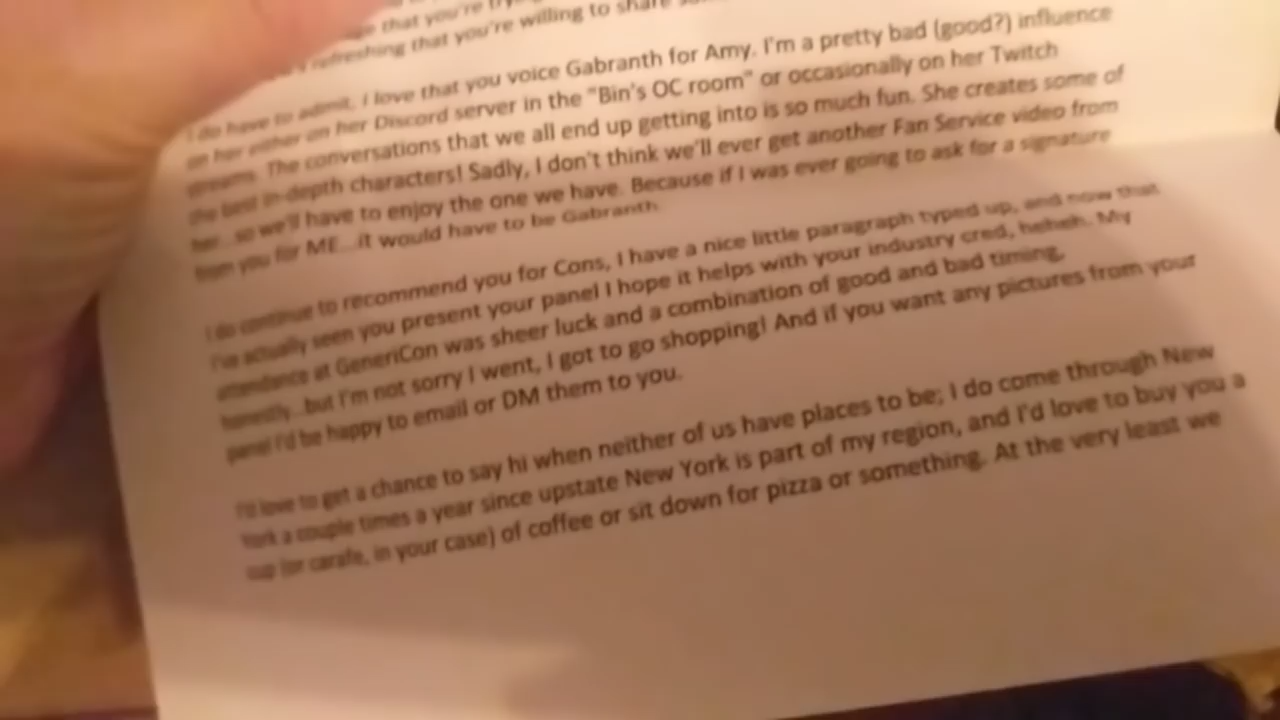 that you're
refreshing that you're willing to share
I do have to admit, I love that you voice Gabranth for Amy. I'm a pretty bad (good?) influence
on her either on her Discord server in the "Bin's OC room" or occasionally on her Twitch
streams. The conversations that we all end up getting into is so much fun. She creates some of
the best in-depth characters! Sadly, I don't think we'll ever get another Fan Service video from
her...so we'll have to enjoy the one we have. Because if I was ever going to ask for a signature
from you for ME...it would have to be Gabranth.
I do continue to recommend you for Cons, I have a nice little paragraph typed up, and now that
I've actually seen you present your panel I hope it helps with your industry cred, heheh. My
attendance at GeneriCon was sheer luck and a combination of good and bad timing,
honestly...but I'm not sorry I went, I got to go shopping! And if you want any pictures from your
panel I'd be happy to email or DM them to you.
I'd love to get a chance to say hi when neither of us have places to be; I do come through New
York a couple times a year since upstate New York is part of my region, and I'd love to buy you a
cup (or carafe, in your case) of coffee or sit down for pizza or something. At the very least we